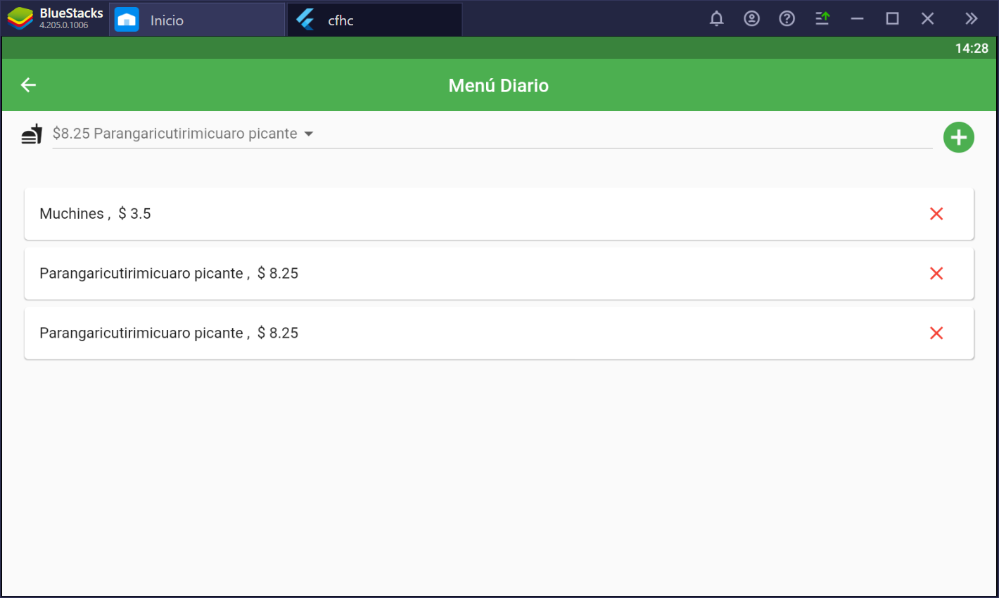 BlueStacks
4.205.0.1006
Inicio
cfhc
14:28
Menú Diario
$8.25 Parangaricutirimicuaro picante
Muchines ,  $ 3.5
Parangaricutirimicuaro picante ,  $ 8.25
Parangaricutirimicuaro picante ,  $ 8.25